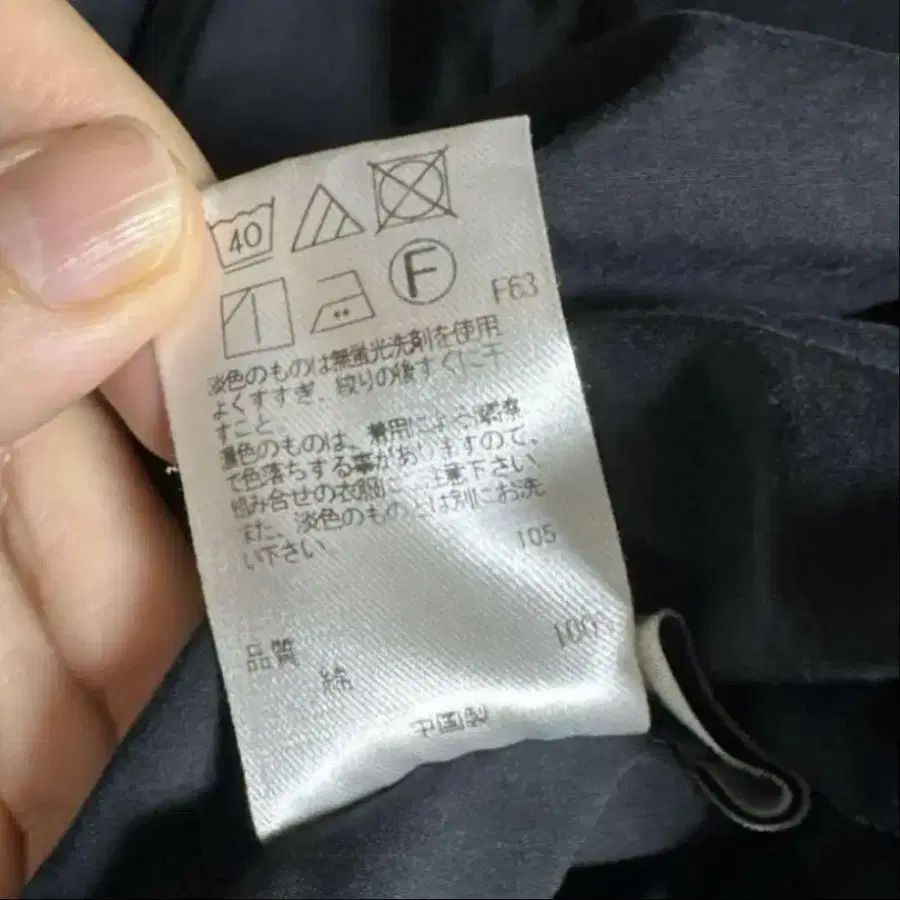 40
F
F63
淡色のものは無蛍光洗剤を使用
よくすすぎ、絞りの後すぐに干
すこと。
濃色のものは、着用による摩擦
で色落ちする事がありますので、
組み合せの衣服に ご注意下さい。
また、淡色のものとは別にお洗
い下さい。
105
品質
綿 100%
中国製